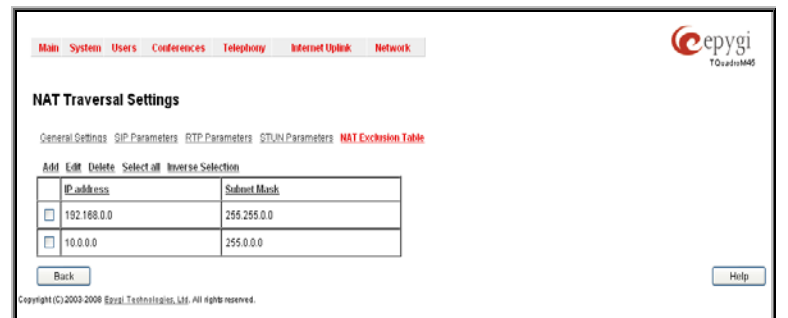 epygi
TQuadroM45
Main System Users Conferences Telephony Internet Uplink Network
NAT Traversal Settings
General Settings SIP Parameters RTP Parameters STUN Parameters NAT Exclusion Table
Add Edit Delete Select all Inverse Selection
IP address Subnet Mask
192.168.0.0 255.255.0.0
10.0.0.0 255.0.0.0
Back Help
Copyright (C) 2003-2008 Epygi Technologies, Ltd. All rights reserved.